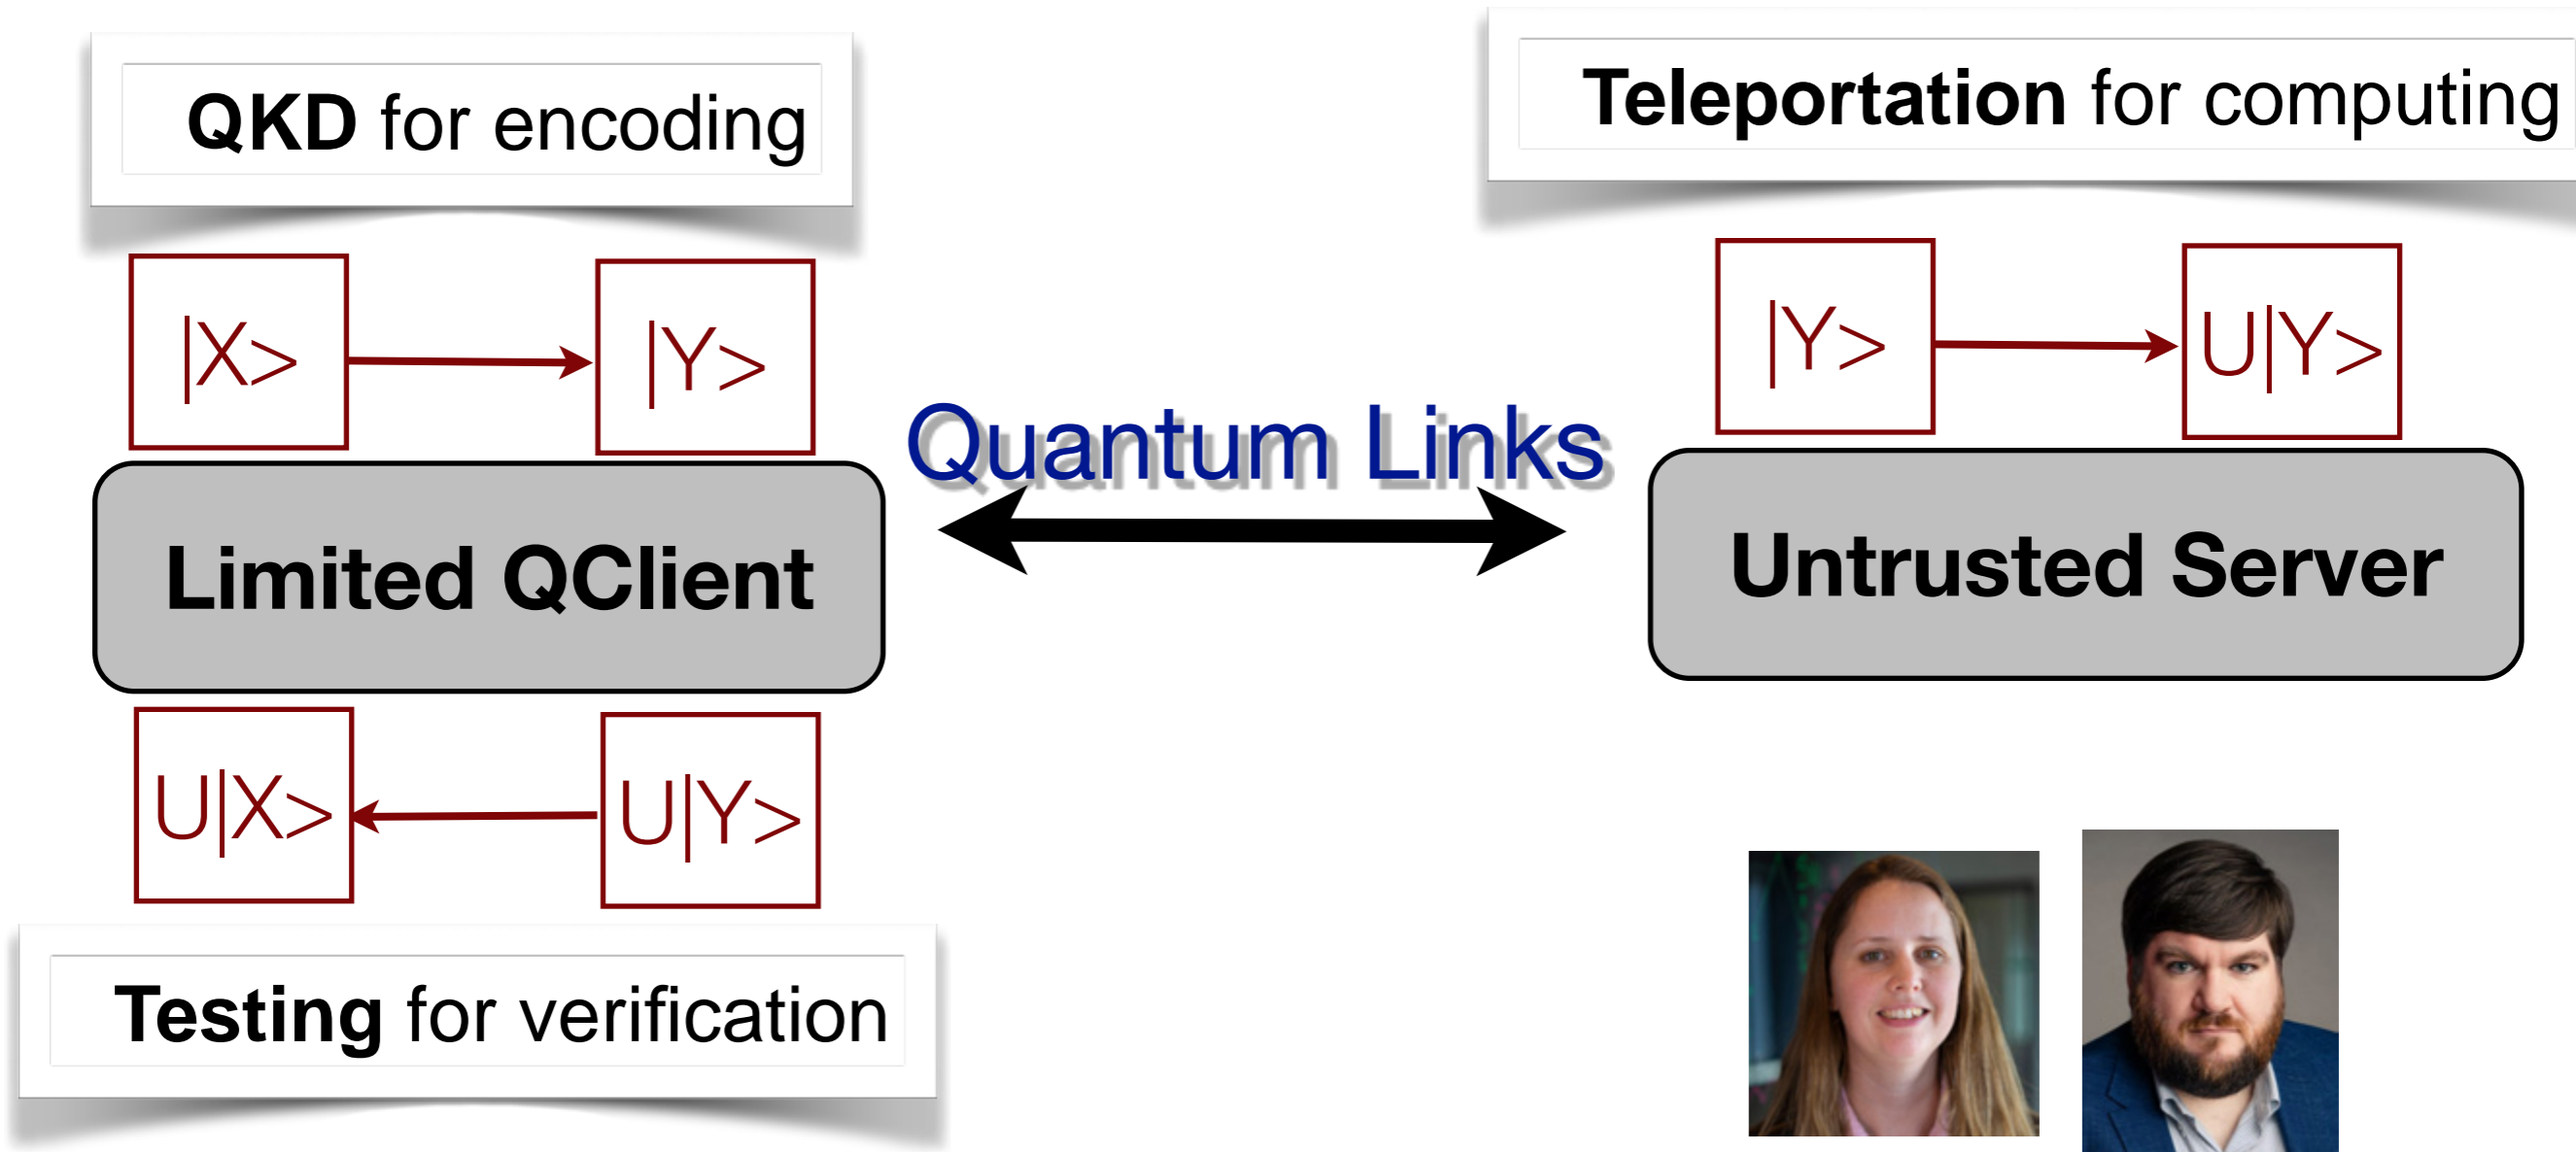 QKD for encoding
Teleportation for computing
|X>
|Y>
|Y>
U|Y>
Quantum Links
Limited QClient
Untrusted Server
U|X>
U|Y>
Testing for verification